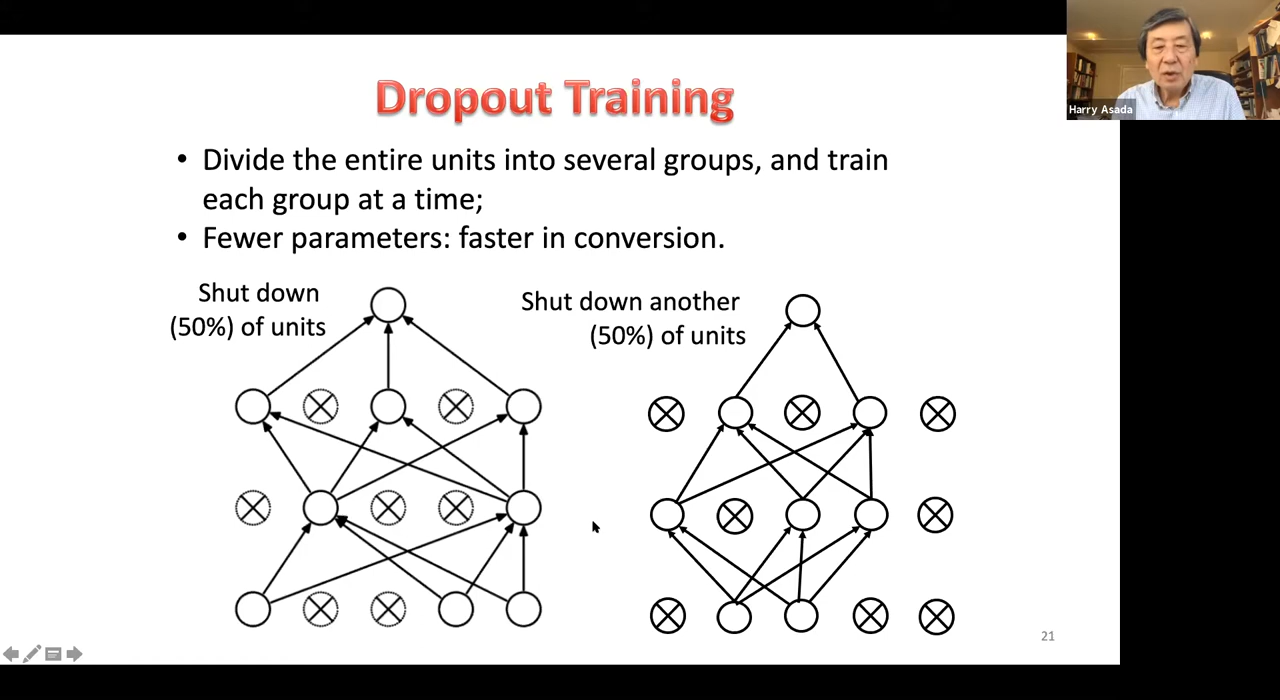 Harry Asada
Dropout Training
• Divide the entire units into several groups, and train
each group at a time;
• Fewer parameters: faster in conversion.
Shut down
(50%) of units
Shut down another
(50%) of units
21